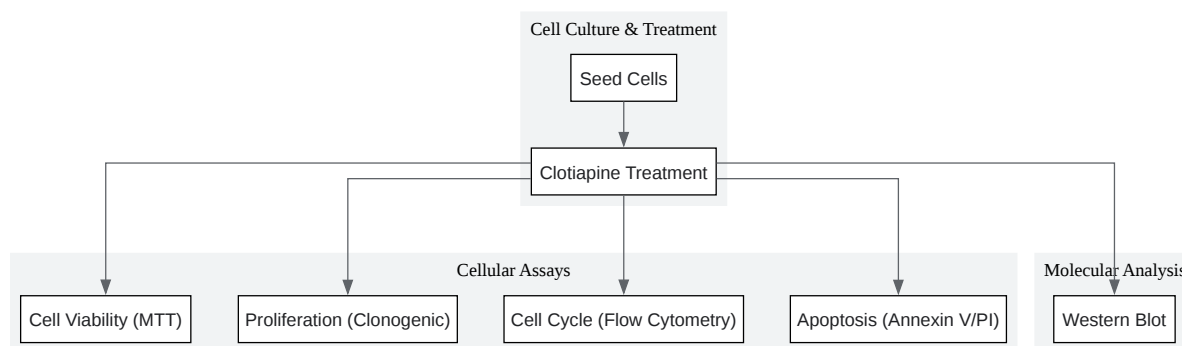 Cell Culture & Treatment
Seed Cells
Clotiapine Treatment
Cellular Assays
Molecular Analysis
Cell Viability (MTT)
Proliferation (Clonogenic)
Cell Cycle (Flow Cytometry)
Apoptosis (Annexin V/PI)
Western Blot